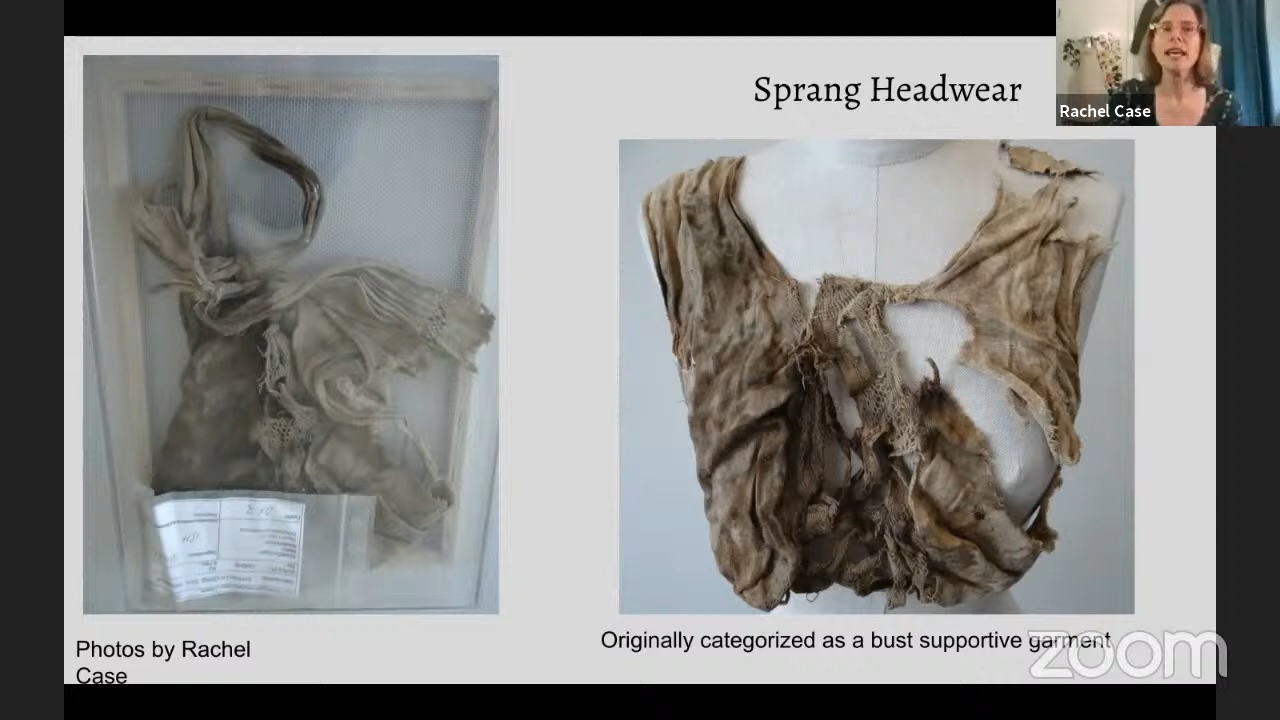 Sprang Headwear
Rachel Case
Photos by Rachel
Case
Originally categorized as a bust supportive garment
zoom